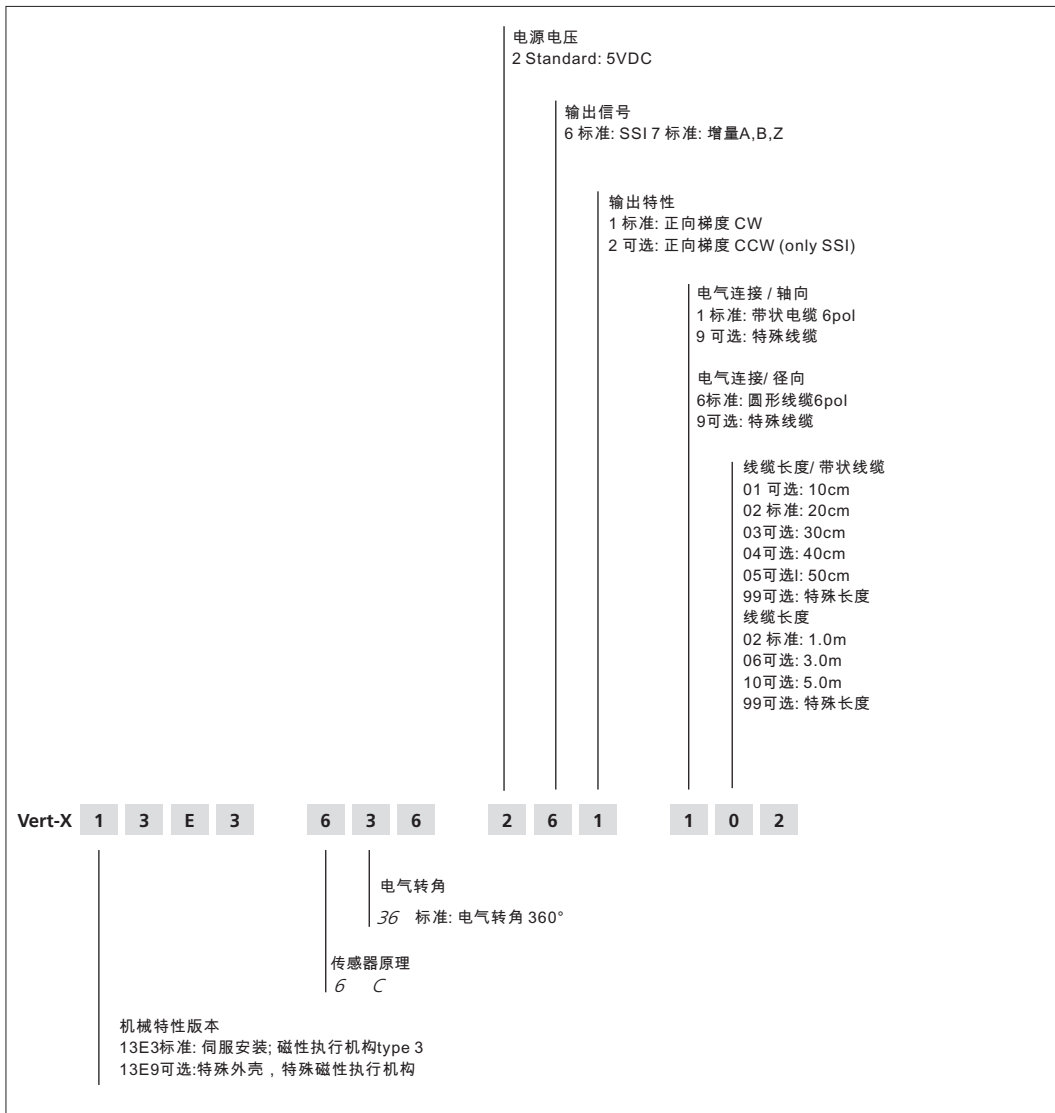 电源电压
2 Standard: 5VDC
输出信号
6 标准: SSI 7 标准: 增量A,B,Z
输出特性
1 标准: 正向梯度 CW
2 可选: 正向梯度 CCW (only SSI)
电气连接 / 轴向
1 标准: 带状电缆 6pol
9 可选: 特殊线缆
电气连接/ 径向
6标准: 圆形线缆6pol
9可选: 特殊线缆
线缆长度/ 带状线缆
01 可选: 10cm
02 标准: 20cm
03可选: 30cm
04可选: 40cm
05可选l: 50cm
99可选: 特殊长度
线缆长度
02 标准: 1.0m
06可选: 3.0m
10可选: 5.0m
99可选: 特殊长度
Vert-X 1 3 E 3 6 3 6 2 6 1 1 0 2
电气转角
36 标准: 电气转角 360°
传感器原理
6 C
机械特性版本
13E3标准: 伺服安装; 磁性执行机构type 3
13E9可选:特殊外壳，特殊磁性执行机构